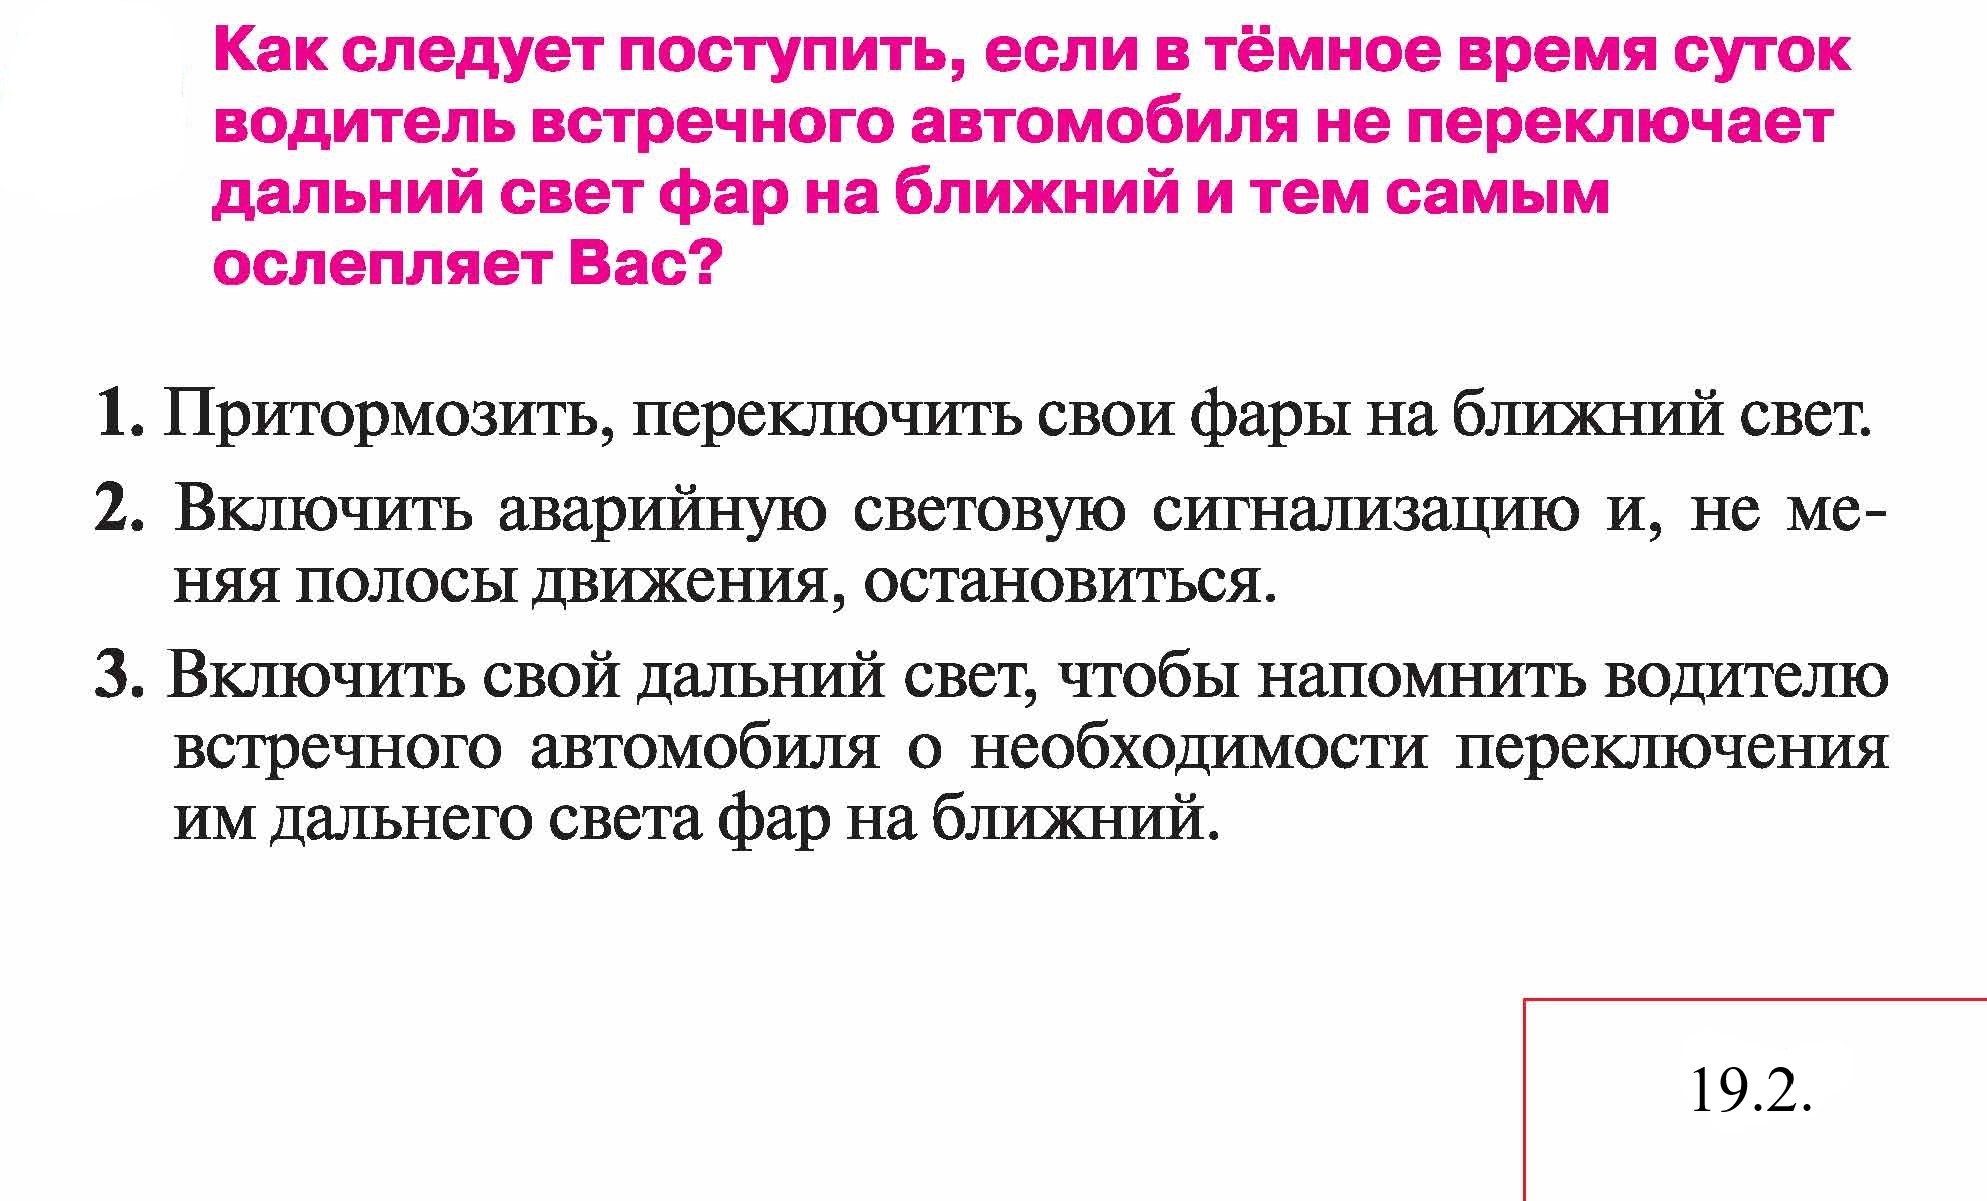 Как следует поступить, если в тёмное время суток
водитель встречного автомобиля не переключает
дальний свет фар на ближний и тем самым
ослепляет Вас?
1. Притормозить, переключить свои фары на ближний свет.
2. Включить аварийную световую сигнализацию и, не ме-
няя полосы движения, остановиться.
3. Включить свой дальний свет, чтобы напомнить водителю
встречного автомобиля о необходимости переключения
им дальнего света фар на ближний.
19.2.